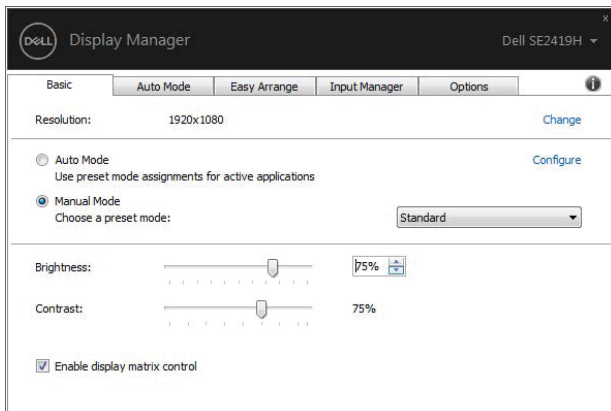 DELL Display Manager Dell SE2419H x
Basic Auto Mode Easy Arrange Input Manager Options i
Resolution: 1920x1080 Change
Auto Mode Configure
Use preset mode assignments for active applications
Manual Mode
Choose a preset mode: Standard
Brightness: 75%
Contrast: 75%
Enable display matrix control